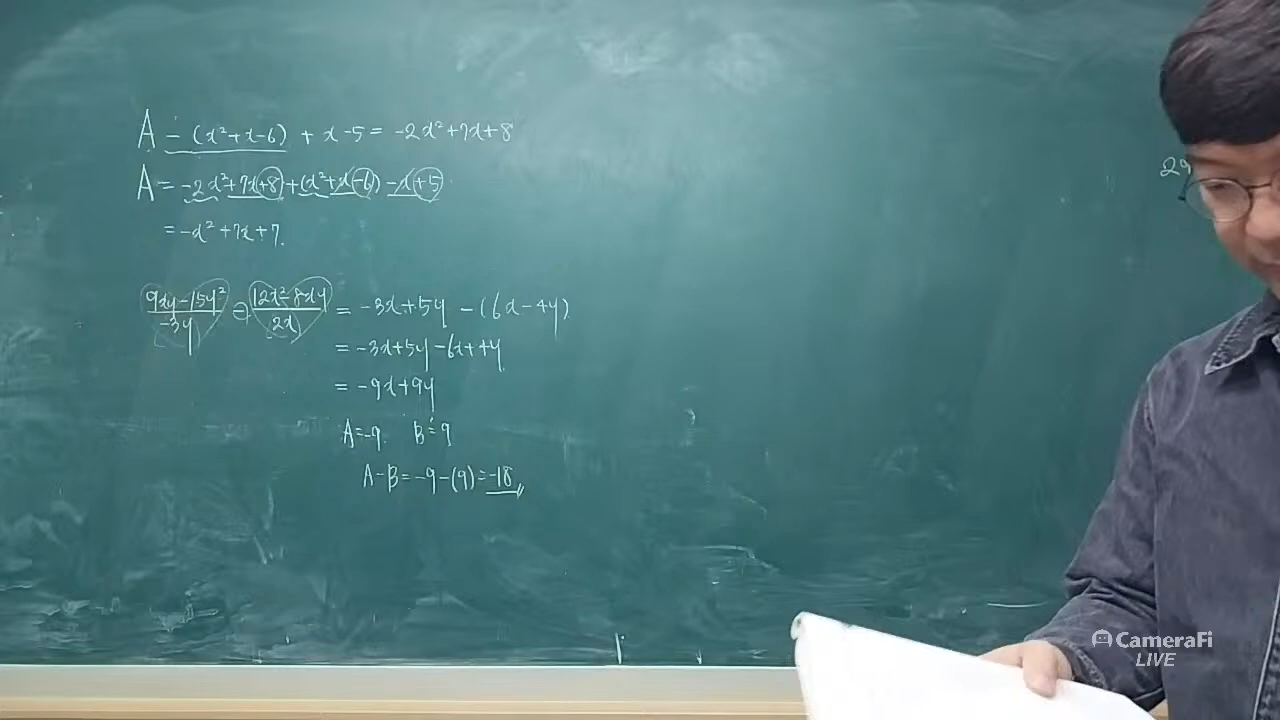 A - (x²+x-6) + x-5 = -2x²+7x+8
A = -2x²+7x+8+(x²+x-6)-x+5
= -x²+7x+7.
\frac{9xy-15y²}{-3y} - \frac{12x²-8xy}{2x} = -3x+5y - (6x-4y)
= -3x+5y-6x+4y
= -9x+9y
A=-9. B=9
A-B=-9-(9)=-18
29
CameraFi
LIVE